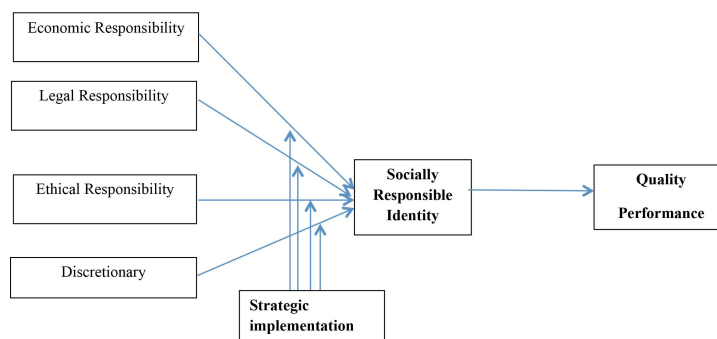 Economic Responsibility
Legal Responsibility
Ethical Responsibility
Discretionary
Socially
Responsible
Identity
Quality
Performance
Strategic
implementation